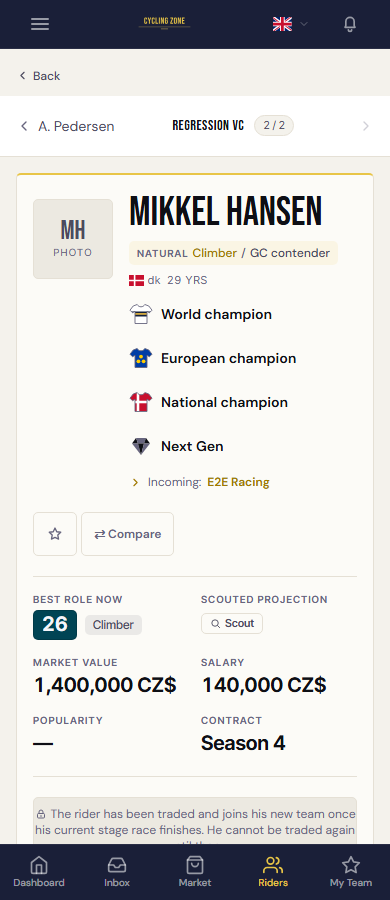 CYCLING ZONE
Back
A. Pedersen
REGRESSION VC
2 / 2
MH
PHOTO
MIKKEL HANSEN
NATURAL Climber / GC contender
dk 29 YRS
World champion
European champion
National champion
Next Gen
Incoming: E2E Racing
Compare
BEST ROLE NOW
SCOUTED PROJECTION
26 Climber
Scout
MARKET VALUE
SALARY
1,400,000 CZ$
140,000 CZ$
POPULARITY
CONTRACT
—
Season 4
The rider has been traded and joins his new team once
his current stage race finishes. He cannot be traded again
Dashboard
Inbox
Market
Riders
My Team